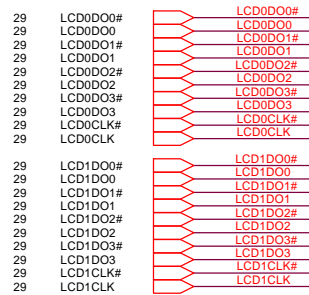 29 LCD0DO0# LCD0DO0#
29 LCD0DO0 LCD0DO0
29 LCD0DO1# LCD0DO1#
29 LCD0DO1 LCD0DO1
29 LCD0DO2# LCD0DO2#
29 LCD0DO2 LCD0DO2
29 LCD0DO3# LCD0DO3#
29 LCD0DO3 LCD0DO3
29 LCD0CLK# LCD0CLK#
29 LCD0CLK LCD0CLK
29 LCD1DO0# LCD1DO0#
29 LCD1DO0 LCD1DO0
29 LCD1DO1# LCD1DO1#
29 LCD1DO1 LCD1DO1
29 LCD1DO2# LCD1DO2#
29 LCD1DO2 LCD1DO2
29 LCD1DO3# LCD1DO3#
29 LCD1DO3 LCD1DO3
29 LCD1CLK# LCD1CLK#
29 LCD1CLK LCD1CLK